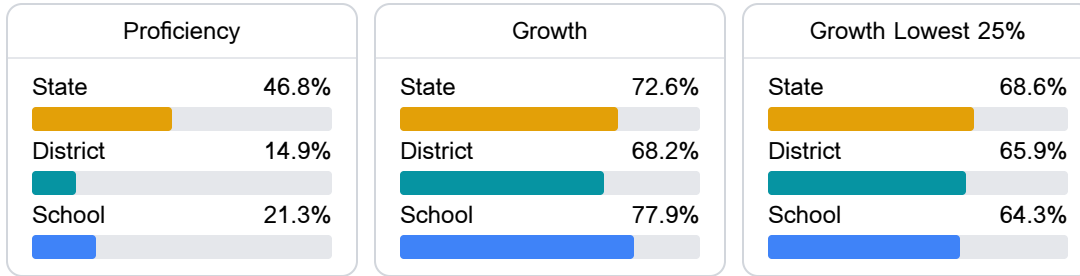 Proficiency
State 46.8%
District 14.9%
School 21.3%
Growth
State 72.6%
District 68.2%
School 77.9%
Growth Lowest 25%
State 68.6%
District 65.9%
School 64.3%